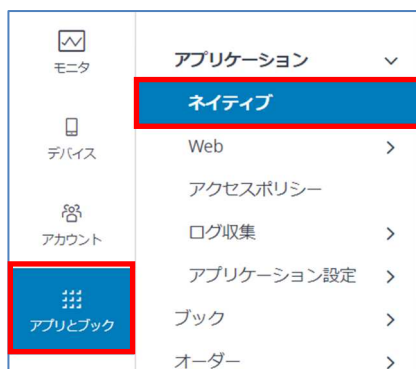 モニタ
デバイス
アカウント
アプリとブック
アプリケーション
ネイティブ
Web
アクセスポリシー
ログ収集
アプリケーション設定
ブック
オーダー